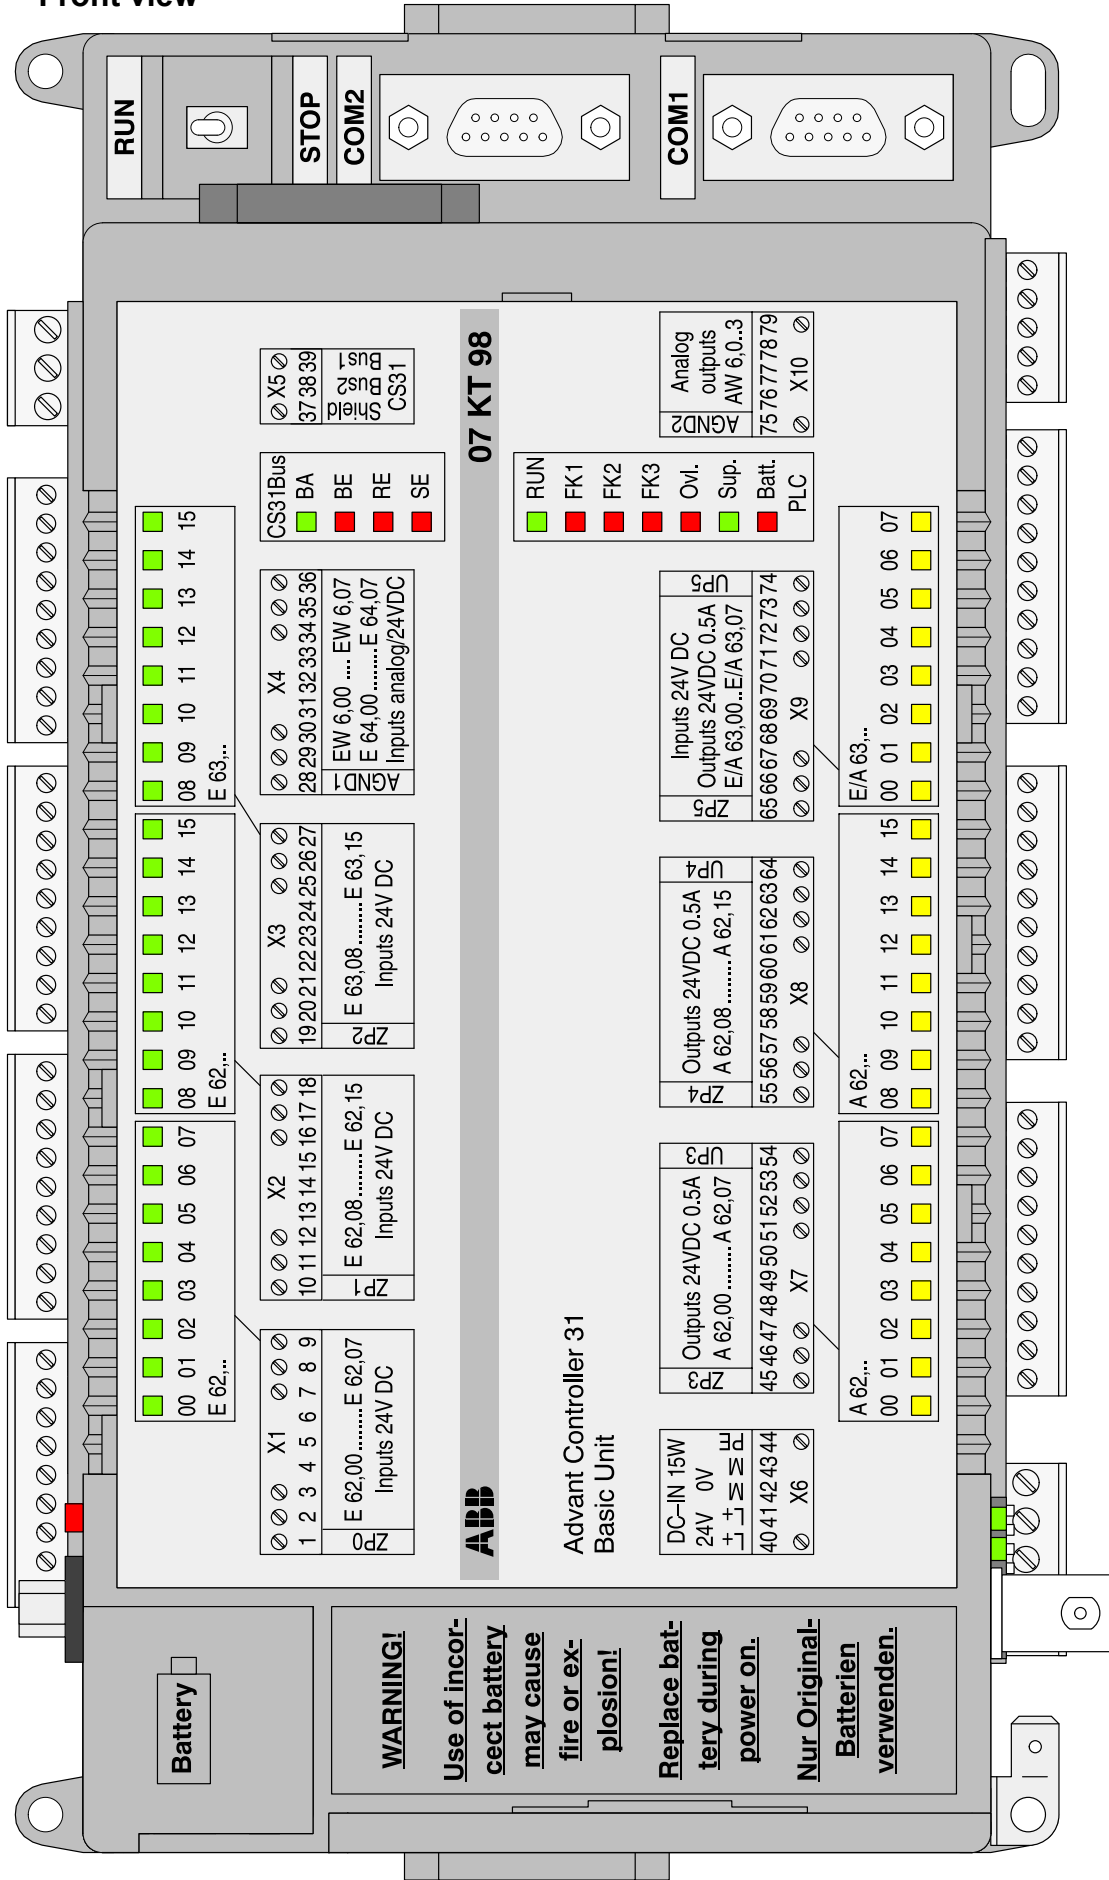 Front view
RUN
STOP
COM2
COM1
Battery
WARNING!
Use of incor-
cect battery
may cause
fire or ex-
plosion!
Replace bat-
tery during
power on.
Nur Original-
Batterien
verwenden.
00 01 02 03 04 05 06 07
E 62,..
08 09 10 11 12 13 14 15
E 62,..
08 09 10 11 12 13 14 15
E 63,..
X1
1 2 3 4 5 6 7 8 9
ZP0
E 62,00.........E 62,07
Inputs 24V DC
X2
10 11 12 13 14 15 16 17 18
ZP1
E 62,08.........E 62,15
Inputs 24V DC
X3
19 20 21 22 23 24 25 26 27
ZP2
E 63,08.........E 63,15
Inputs 24V DC
X4
28 29 30 31 32 33 34 35 36
AGND1
EW 6,00 .... EW 6,07
E 64,00..........E 64,07
Inputs analog/24VDC
CS31Bus
BA
BE
RE
SE
X5
37 38 39
Shield
Bus2
Bus1
CS31
ABB
07 KT 98
Advant Controller 31
Basic Unit
RUN
FK1
FK2
FK3
Ovl.
Sup.
Batt.
PLC
DC–IN 15W
24V 0V
L+ L+ M M PE
40 41 42 43 44
X6
ZP3
Outputs 24VDC 0.5A
A 62,00..........A 62,07
UP3
45 46 47 48 49 50 51 52 53 54
X7
ZP4
Outputs 24VDC 0.5A
A 62,08.........A 62,15
UP4
55 56 57 58 59 60 61 62 63 64
X8
ZP5
Inputs 24V DC
Outputs 24VDC 0.5A
E/A 63,00..E/A 63,07
UP5
65 66 67 68 69 70 71 72 73 74
X9
AGND2
Analog
outputs
AW 6,0..3
75 76 77 78 79
X10
A 62,..
00 01 02 03 04 05 06 07
A 62,..
08 09 10 11 12 13 14 15
E/A 63,..
00 01 02 03 04 05 06 07